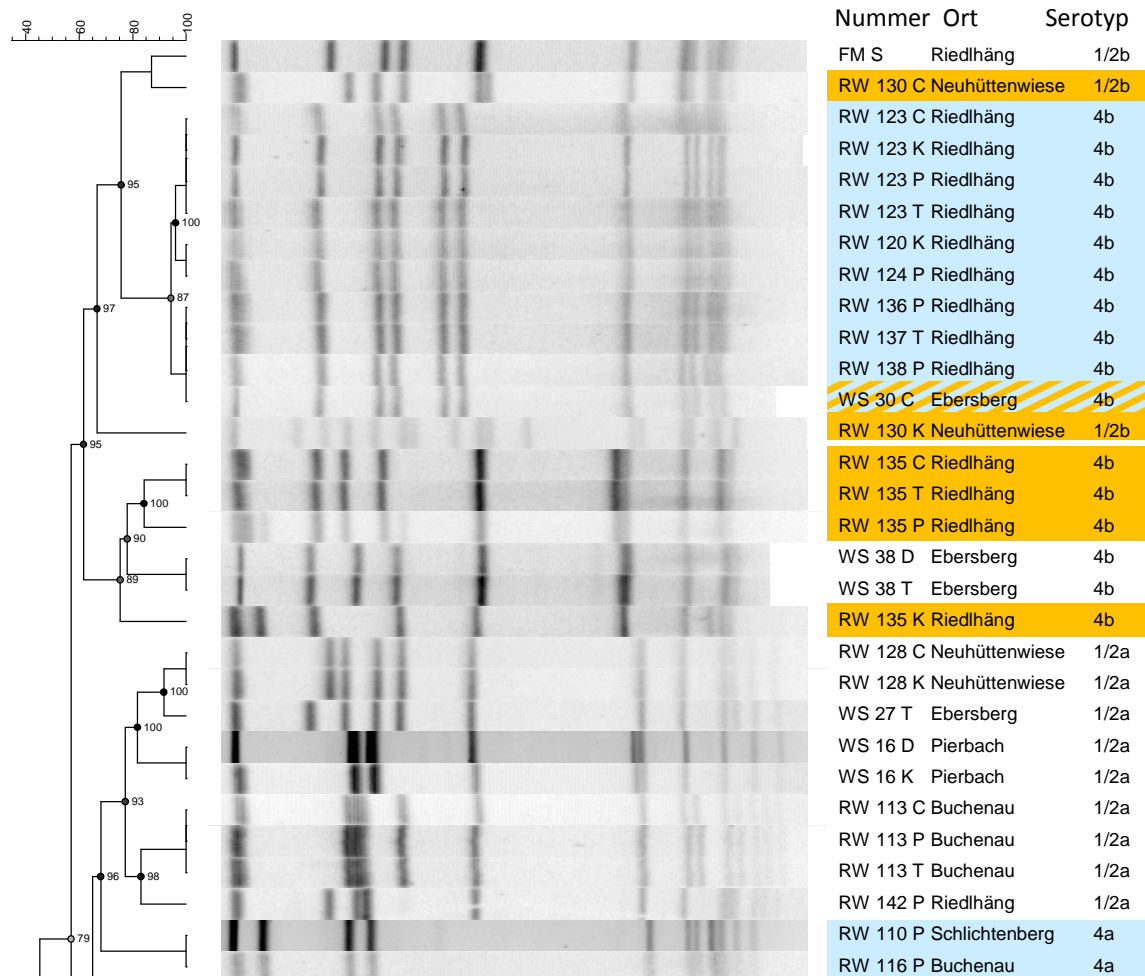 Nummer Ort Serotyp
40 60 80 100
FM S Riedlhäng 1/2b
RW 130 C Neuhüttenwiese 1/2b
RW 123 C Riedlhäng 4b
RW 123 K Riedlhäng 4b
RW 123 P Riedlhäng 4b
95
RW 123 T Riedlhäng 4b
100
RW 120 K Riedlhäng 4b
RW 124 P Riedlhäng 4b
87
RW 136 P Riedlhäng 4b
97
RW 137 T Riedlhäng 4b
RW 138 P Riedlhäng 4b
WS 30 C Ebersberg 4b
RW 130 K Neuhüttenwiese 1/2b
95
RW 135 C Riedlhäng 4b
RW 135 T Riedlhäng 4b
100
RW 135 P Riedlhäng 4b
90
WS 38 D Ebersberg 4b
89
WS 38 T Ebersberg 4b
RW 135 K Riedlhäng 4b
RW 128 C Neuhüttenwiese 1/2a
RW 128 K Neuhüttenwiese 1/2a
100
WS 27 T Ebersberg 1/2a
100
WS 16 D Pierbach 1/2a
WS 16 K Pierbach 1/2a
93
RW 113 C Buchenau 1/2a
RW 113 P Buchenau 1/2a
RW 113 T Buchenau 1/2a
96 98
RW 142 P Riedlhäng 1/2a
RW 110 P Schlichtenberg 4a
79
RW 116 P Buchenau 4a